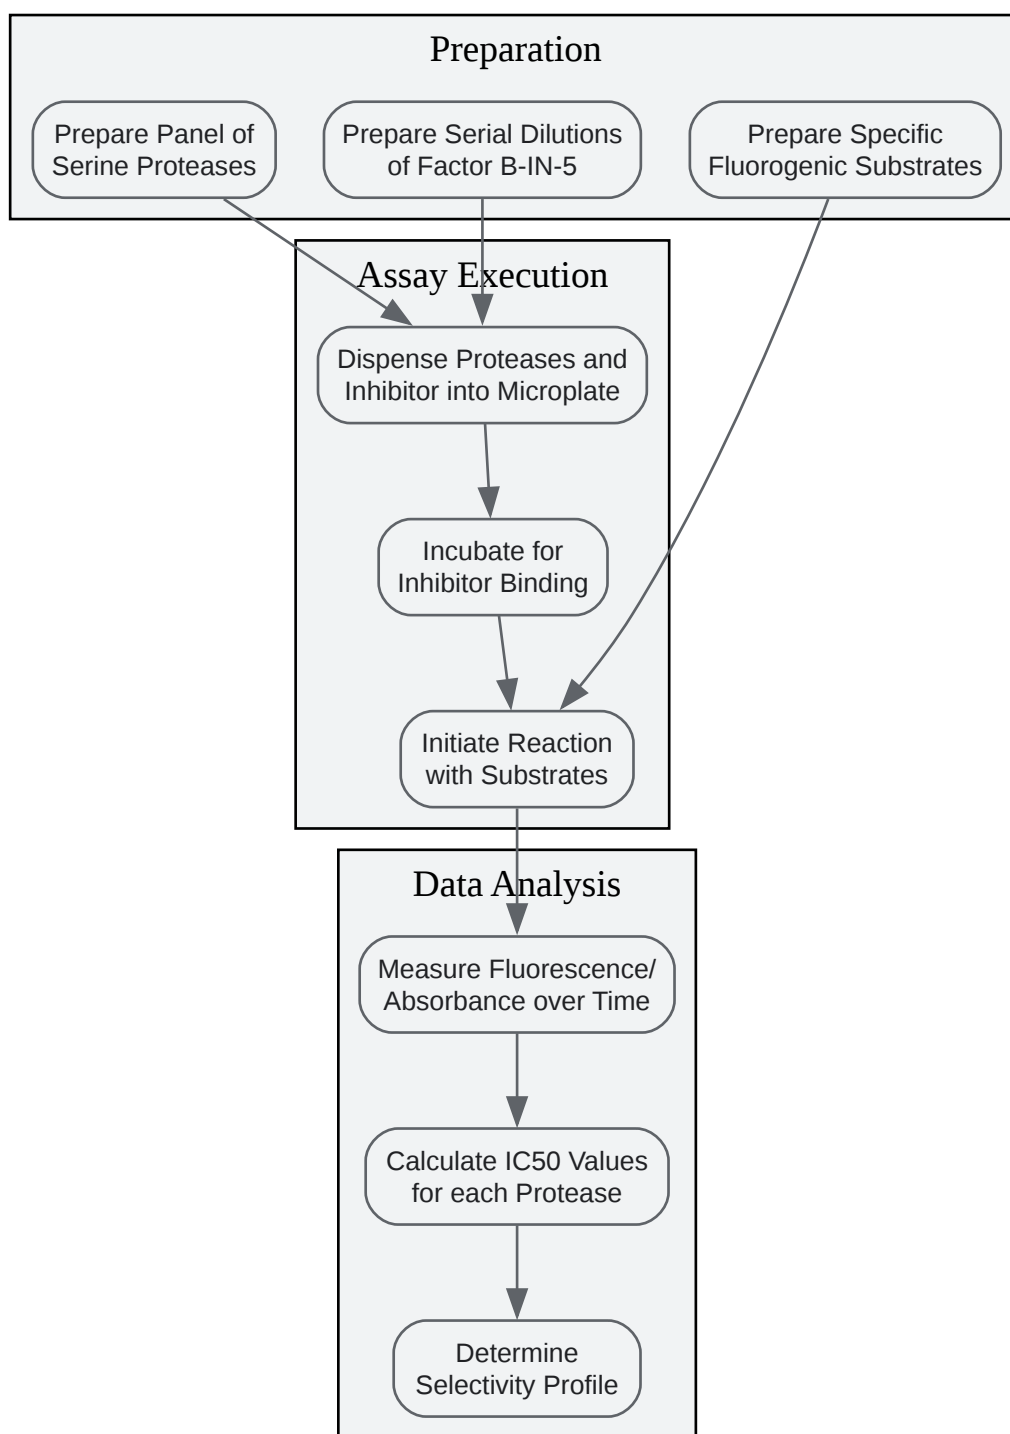 Preparation
Prepare Panel of
Serine Proteases
Prepare Serial Dilutions
of Factor B-IN-5
Prepare Specific
Fluorogenic Substrates
Assay Execution
Dispense Proteases and
Inhibitor into Microplate
Incubate for
Inhibitor Binding
Initiate Reaction
with Substrates
Data Analysis
Measure Fluorescence/
Absorbance over Time
Calculate IC50 Values
for each Protease
Determine
Selectivity Profile